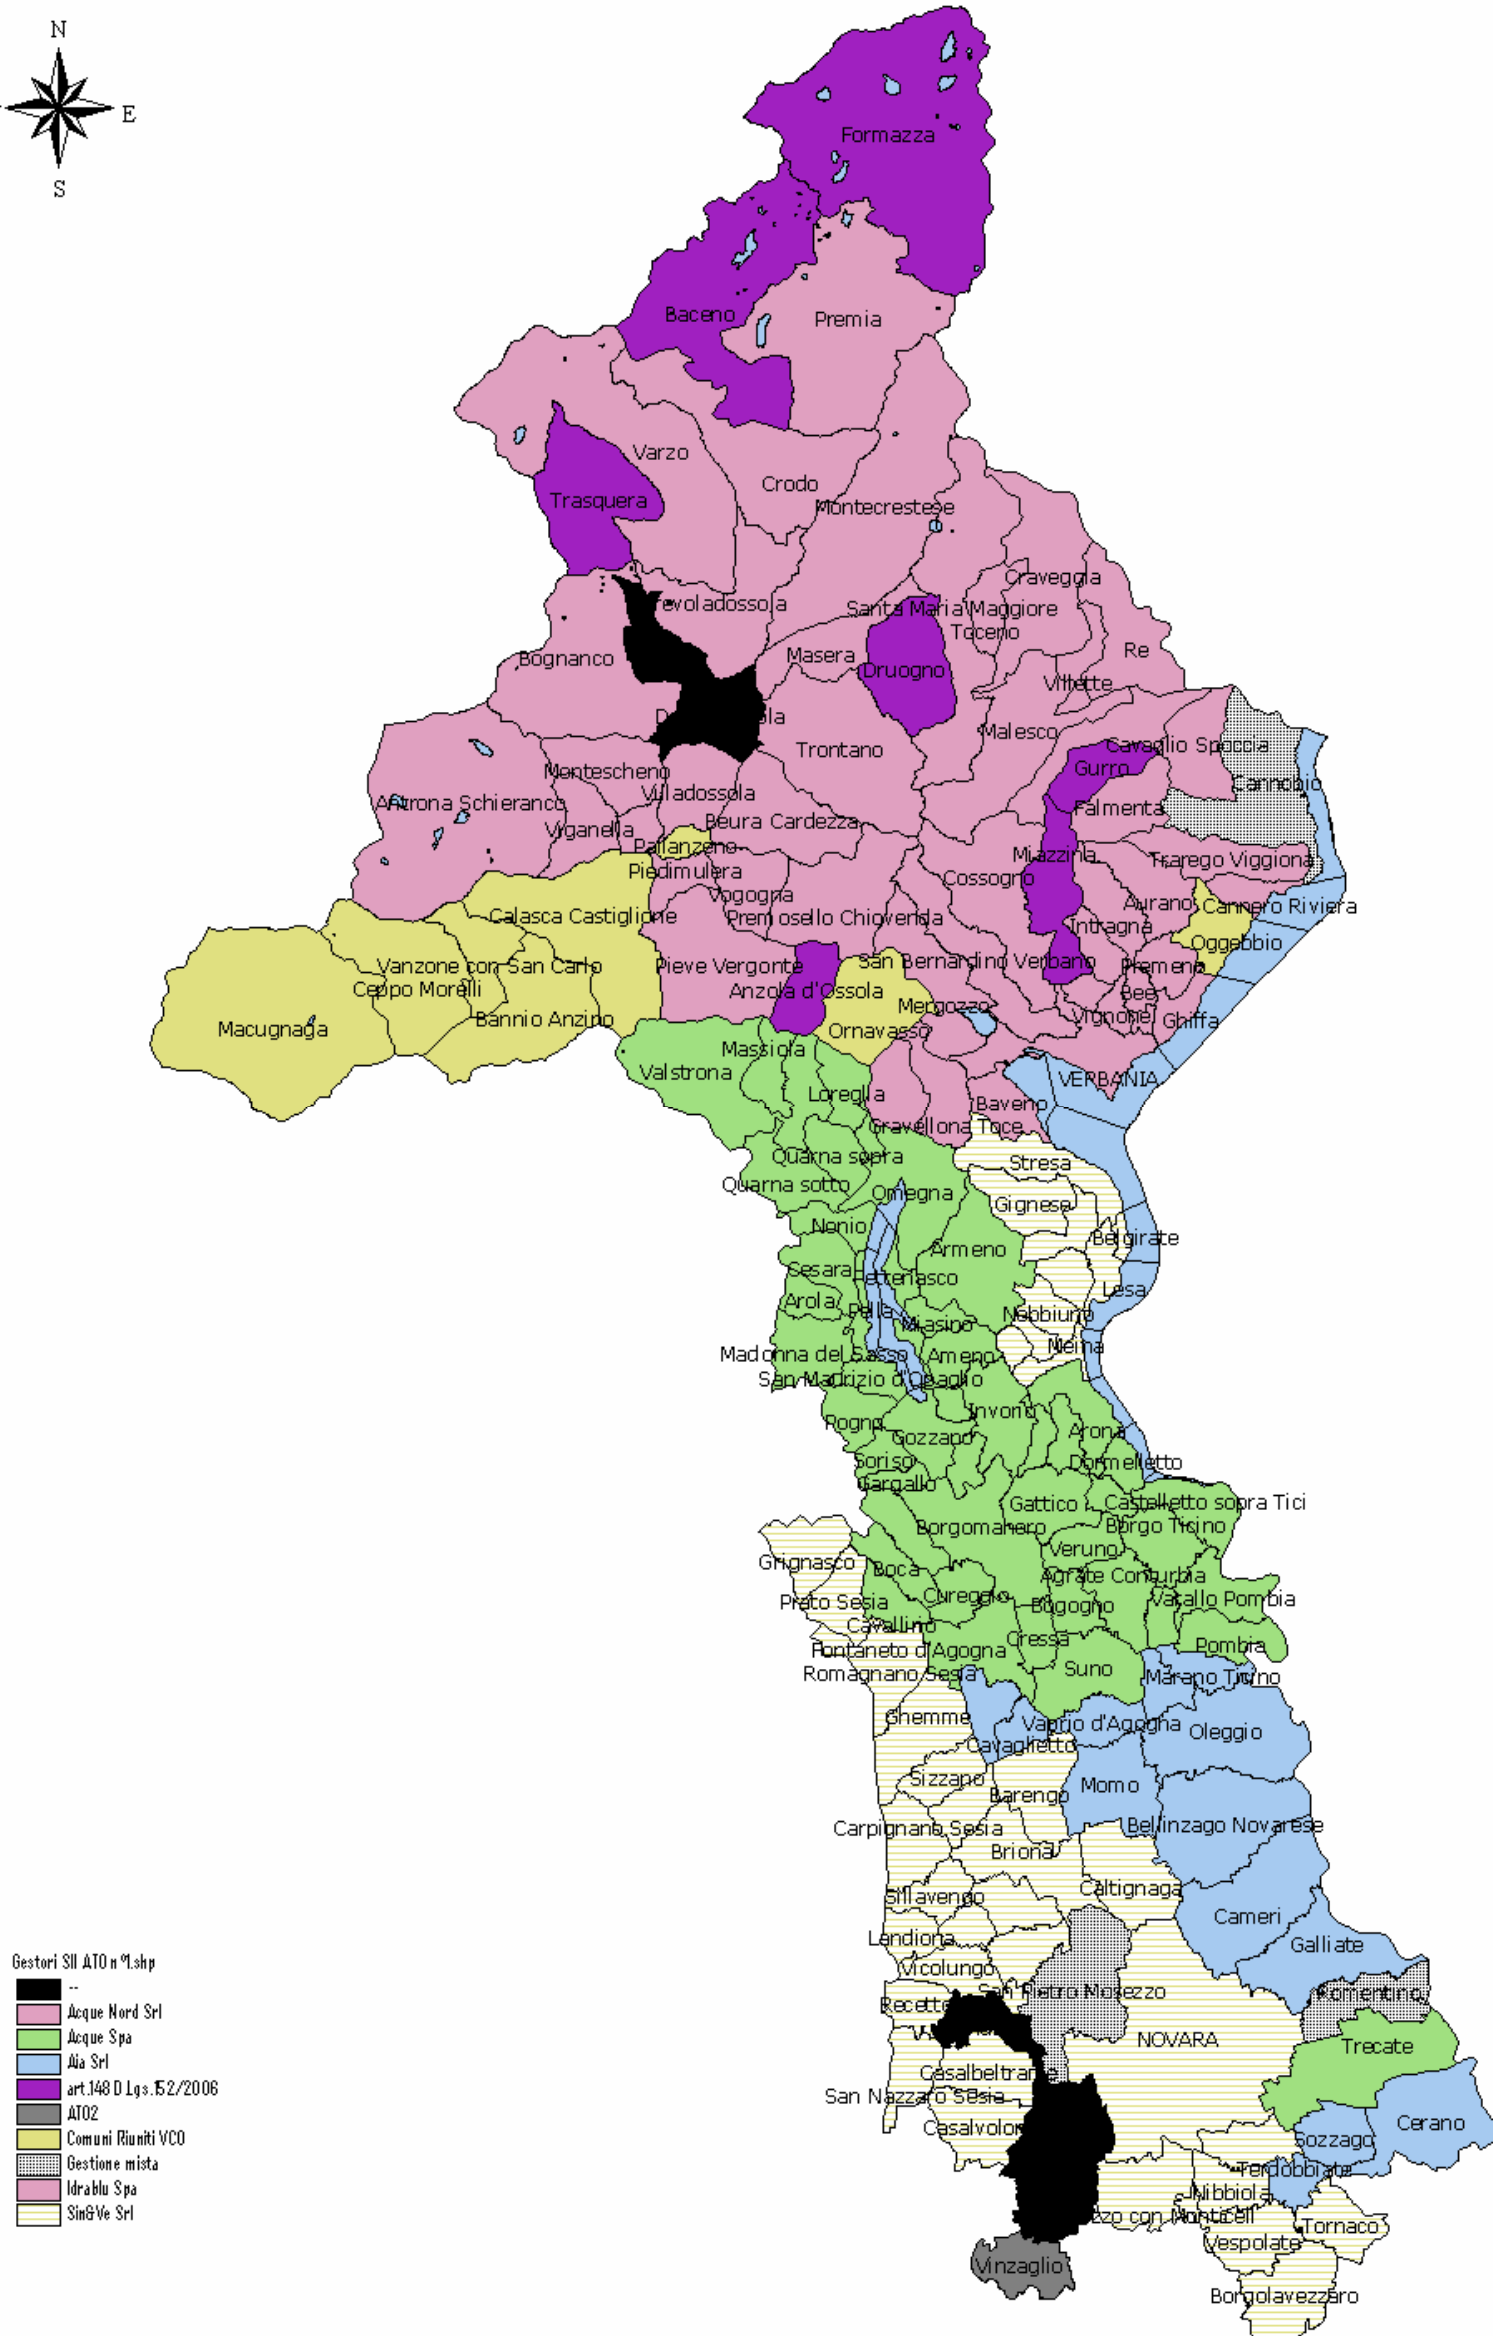 N
E
S
Formazza
Baceno
Premia
Varzo
Crodo
Trasquera
Montecrestese
Craveggia
evoladossola
Santa Maria Maggiore
Toceno
Masera
Re
Bognanco
Druogno
Villette
Malesco
Trontano
Cavaglio Spoccia
Gurro
Montescheno
Cannobio
Villadossola
Antrona Schieranco
Falmenta
Beura Cardezza
Viganella
Pallanzeno
Miazzina
Trarego Viggiona
Piedimulera
Cossogno
Vogogna
Aurano
Cannero Riviera
Calasca Castiglione
Premosello Chiovenda
Intragna
Oggebbio
San Bernardino Verbano
Vanzone con San Carlo
Pieve Vergonte
Premeno
Ceppo Morelli
Anzola d'Ossola
Bee
Mergozzo
Bannio Anzino
Vignone
Ghiffa
Macugnaga
Ornavasso
Massiola
Valstrona
VERBANIA
Loreglia
Baveno
Gravellona Toce
Quarna sopra
Stresa
Quarna sotto
Omegna
Gignese
Nonio
Belgirate
Armeno
Cesara
Pettenasco
Lesa
Arola
Pella
Nebbiuno
Miasino
Meina
Madonna del Sasso
Ameno
San Maurizio d'Opaglio
Invorio
Pogno
Arona
Gozzano
Soriso
Dormelletto
Gargallo
Gattico
Castelletto sopra Tici
Borgomanero
Borgo Ticino
Veruno
Grignasco
Boca
Agrate Conturbia
Cureggio
Prato Sesia
Bogogno
Varallo Pombia
Cavallirio
Cressa
Fontaneto d'Agogna
Pombia
Romagnano Sesia
Suno
Marano Ticino
Ghemme
Vaprio d'Agogna
Oleggio
Cavaglietto
Sizzano
Momo
Barengo
Carpignano Sesia
Bellinzago Novarese
Briona
Sillavengo
Caltignaga
Cameri
Landiona
Galliate
Vicolungo
San Pietro Mosezzo
Romentino
Recetto
NOVARA
Trecate
Casalbeltrame
San Nazzaro Sesia
Cerano
Casalvolon
Sozzago
Terdobbiate
Nibbiola
zzo con Monticell
Tornaco
Vespolate
Vinzaglio
Borgolavezzaro
Gestori SII ATO n°1.shp
--
Acque Nord Srl
Acque Spa
Aia Srl
art.148 D.Lgs.152/2006
ATO2
Comuni Riuniti VCO
Gestione mista
Idrablu Spa
Sin&Ve Srl